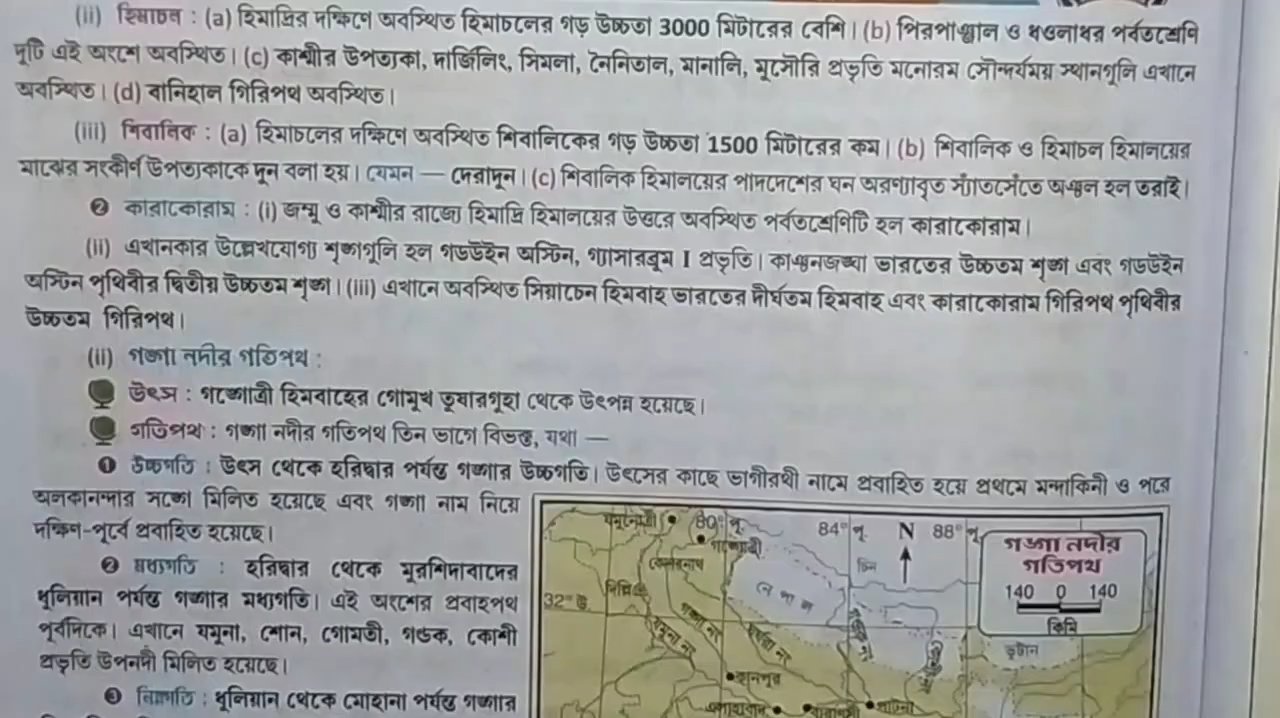 (ii) হিমাচল : (a) হিমাদ্রির দক্ষিণে অবস্থিত হিমাচলের গড় উচ্চতা 3000 মিটারের বেশি। (b) পিরপাঞ্জাল ও ধওলাধর পর্বতশ্রেণি
দুটি এই অংশে অবস্থিত। (c) কাশ্মীর উপত্যকা, দার্জিলিং, সিমলা, নৈনিতাল, মানালি, মুসৌরি প্রভৃতি মনোরম সৌন্দর্যময় স্থানগুলি এখানে
অবস্থিত। (d) বানিহাল গিরিপথ অবস্থিত।
(iii) শিবালিক : (a) হিমাচলের দক্ষিণে অবস্থিত শিবালিকের গড় উচ্চতা 1500 মিটারের কম। (b) শিবালিক ও হিমাচল হিমালয়ের
মাঝের সংকীর্ণ উপত্যকাকে দুন বলা হয়। যেমন — দেরাদুন। (c) শিবালিক হিমালয়ের পাদদেশের ঘন অরণ্যাবৃত স্যাঁতসেঁতে অঞ্চল হল তরাই।
❷ কারাকোরাম : (i) জম্মু ও কাশ্মীর রাজ্যে হিমাদ্রি হিমালয়ের উত্তরে অবস্থিত পর্বতশ্রেণিটি হল কারাকোরাম।
(ii) এখানকার উল্লেখযোগ্য শৃঙ্গগুলি হল গডউইন অস্টিন, গ্যাসারব্রুম I প্রভৃতি। কাঞ্চনজঙ্ঘা ভারতের উচ্চতম শৃঙ্গ এবং গডউইন
অস্টিন পৃথিবীর দ্বিতীয় উচ্চতম শৃঙ্গ। (iii) এখানে অবস্থিত সিয়াচেন হিমবাহ ভারতের দীর্ঘতম হিমবাহ এবং কারাকোরাম গিরিপথ পৃথিবীর
উচ্চতম গিরিপথ।
(ii) গঙ্গা নদীর গতিপথ :
উৎস : গঙ্গোত্রী হিমবাহের গোমুখ তুষারগুহা থেকে উৎপন্ন হয়েছে।
গতিপথ : গঙ্গা নদীর গতিপথ তিন ভাগে বিভক্ত, যথা —
❶ উচ্চগতি : উৎস থেকে হরিদ্বার পর্যন্ত গঙ্গার উচ্চগতি। উৎসের কাছে ভাগীরথী নামে প্রবাহিত হয়ে প্রথমে মন্দাকিনী ও পরে
অলকানন্দার সঙ্গে মিলিত হয়েছে এবং গঙ্গা নাম নিয়ে
দক্ষিণ-পূর্বে প্রবাহিত হয়েছে।
❷ মধ্যগতি : হরিদ্বার থেকে মুরশিদাবাদের
ধুলিয়ান পর্যন্ত গঙ্গার মধ্যগতি। এই অংশের প্রবাহপথ
পূর্বদিকে। এখানে যমুনা, শোন, গোমতী, গণ্ডক, কোশী
প্রভৃতি উপনদী মিলিত হয়েছে।
❸ নিম্নগতি : ধুলিয়ান থেকে মোহানা পর্যন্ত গঙ্গার
যমুনোত্রী 80° পূ. 84° পূ. N 88° পূ.
গঙ্গা নদীর
গতিপথ
140 0 140
কিমি
গঙ্গোত্রী
কেদারনাথ
চিন
দিল্লি
32° উ
নেপাল
ভুটান
গঙ্গা নং
যমুনা নং
ঘর্ঘরা নং
কানপুর
এলাহাবাদ
বারাণসী
পাটনা